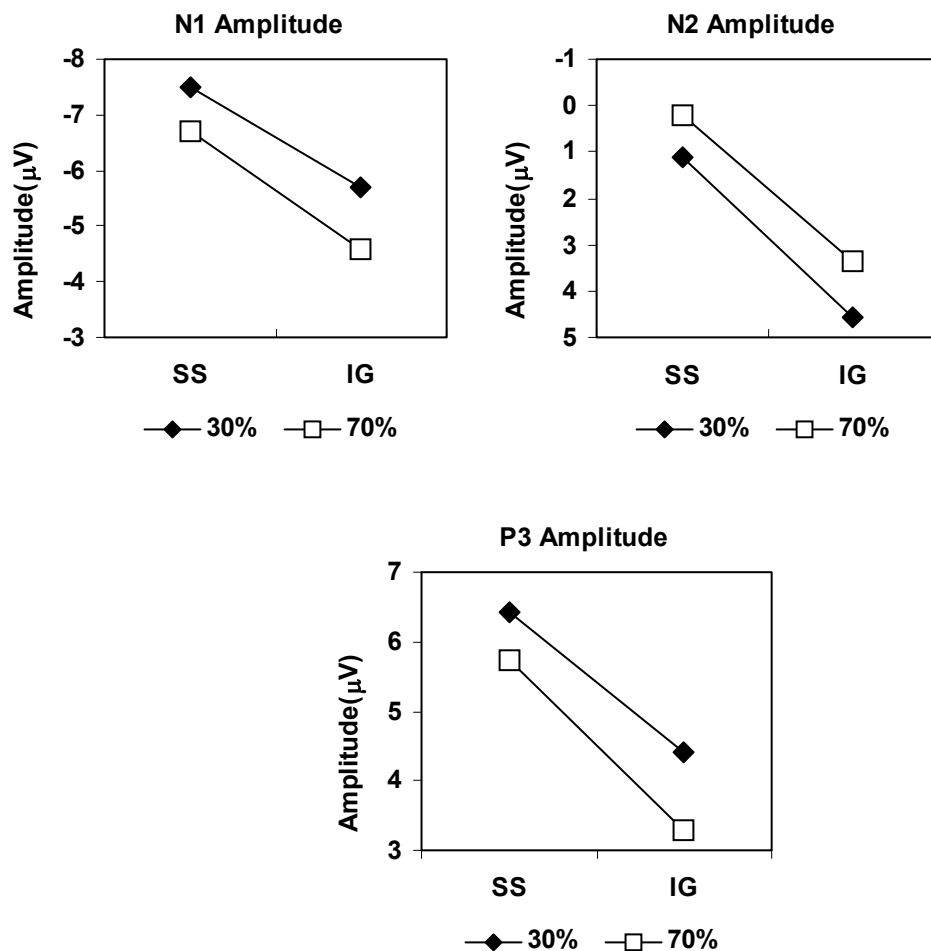 N1 Amplitude
Amplitude(μV)
-8
-7
-6
-5
-4
-3
SS IG
30% 70%
N2 Amplitude
Amplitude(μV)
-1
0
1
2
3
4
5
SS IG
30% 70%
P3 Amplitude
Amplitude(μV)
7
6
5
4
3
SS IG
30% 70%